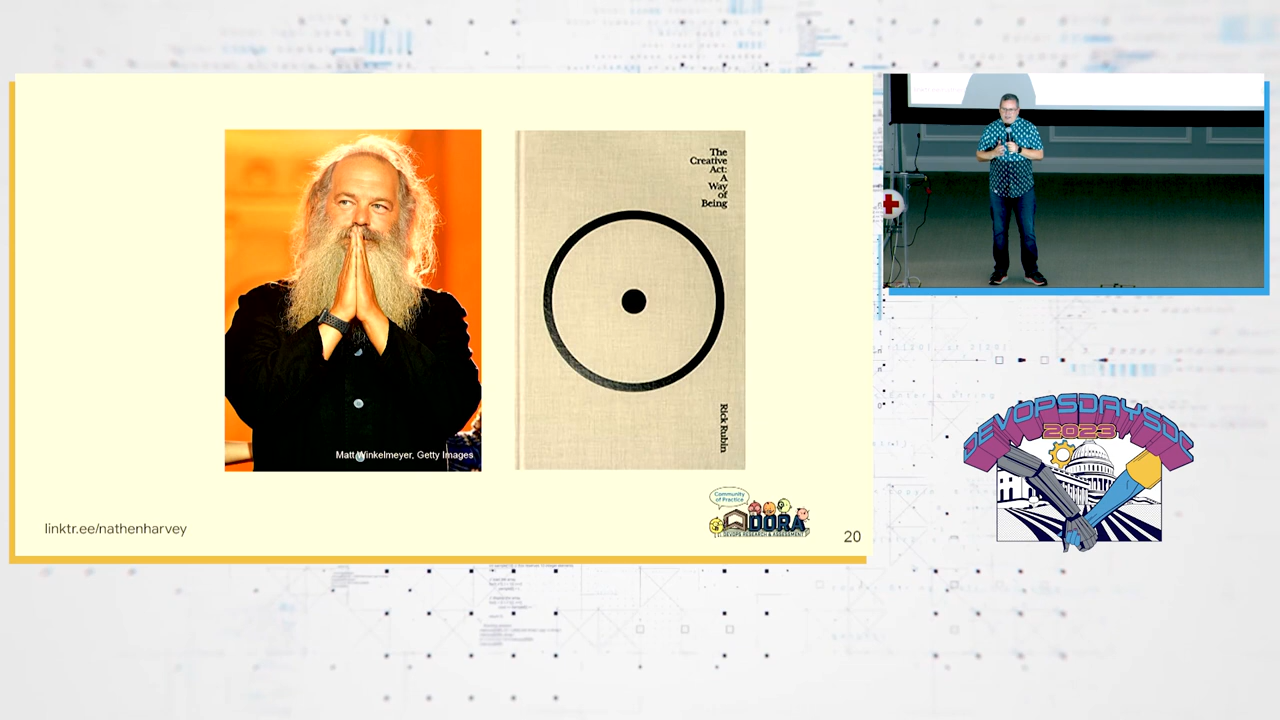 The
Creative
Act:
A
Way
of
Being
Rick Rubin
Matt Winkelmeyer, Getty Images
linktr.ee/nathenharvey
Community
of Practice
DORA
DEVOPS RESEARCH & ASSESSMENT
20
DEVOPSDAYSDC
2023